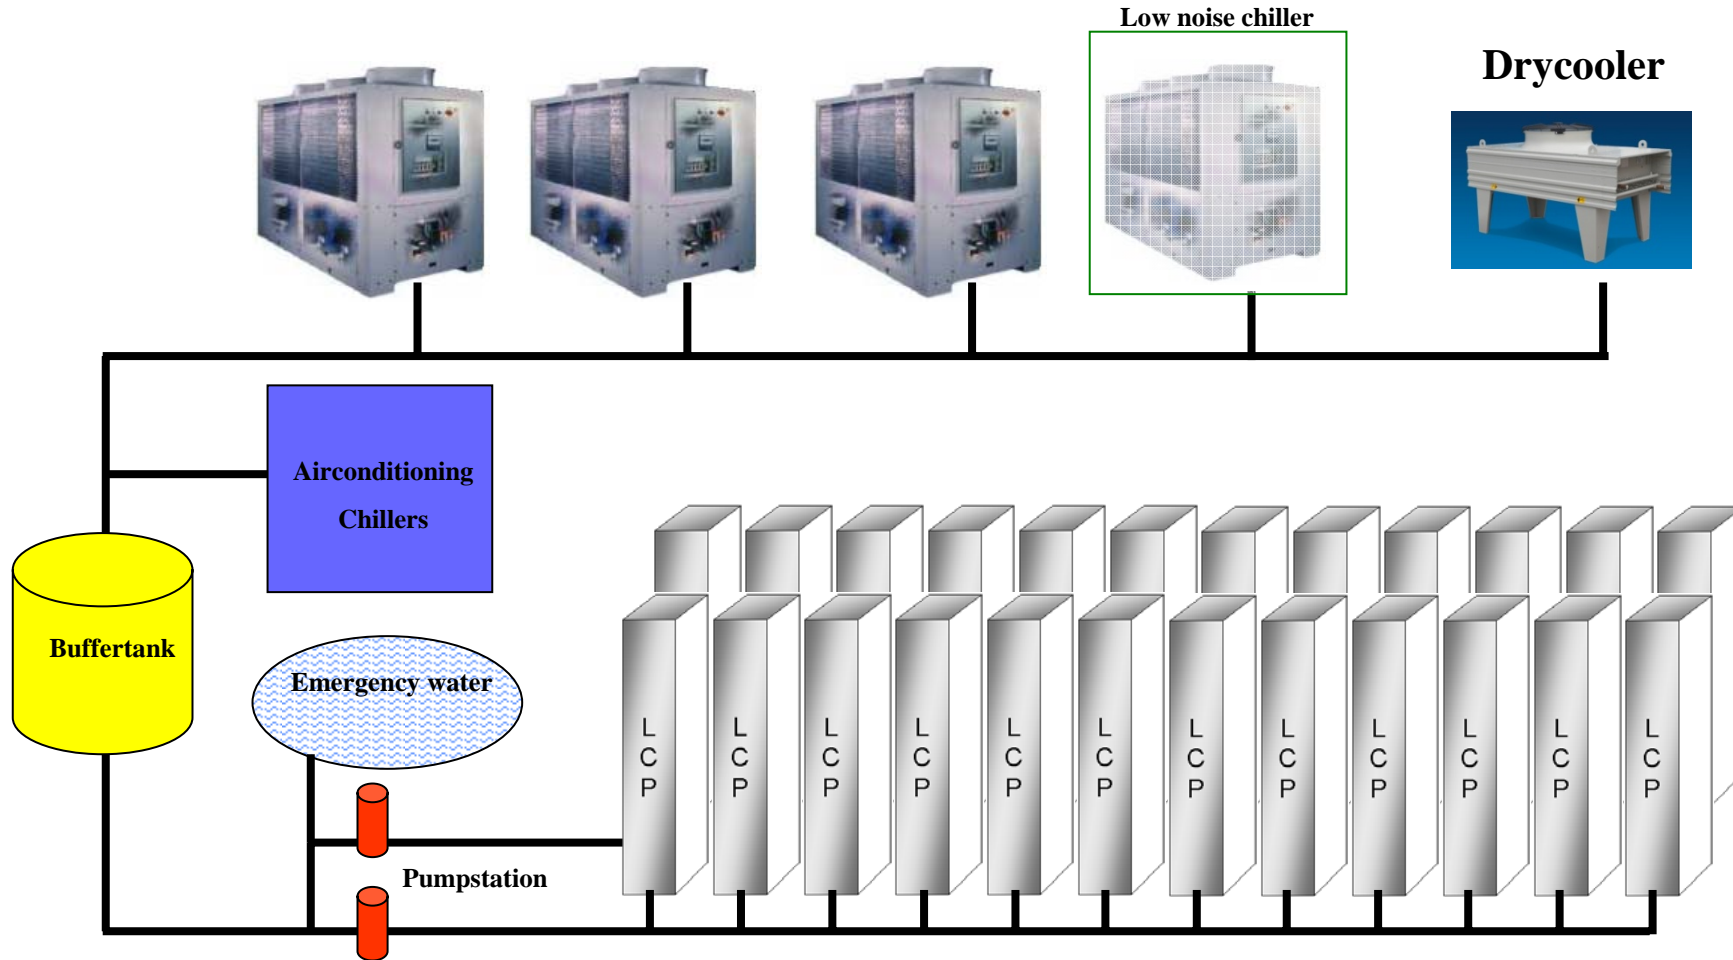 Low noise chiller
Drycooler
Airconditioning
Chillers
Buffertank
Emergency water
Pumpstation
L
C
P
L
C
P
L
C
P
L
C
P
L
C
P
L
C
P
L
C
P
L
C
P
L
C
P
L
C
P
L
C
P
L
C
P